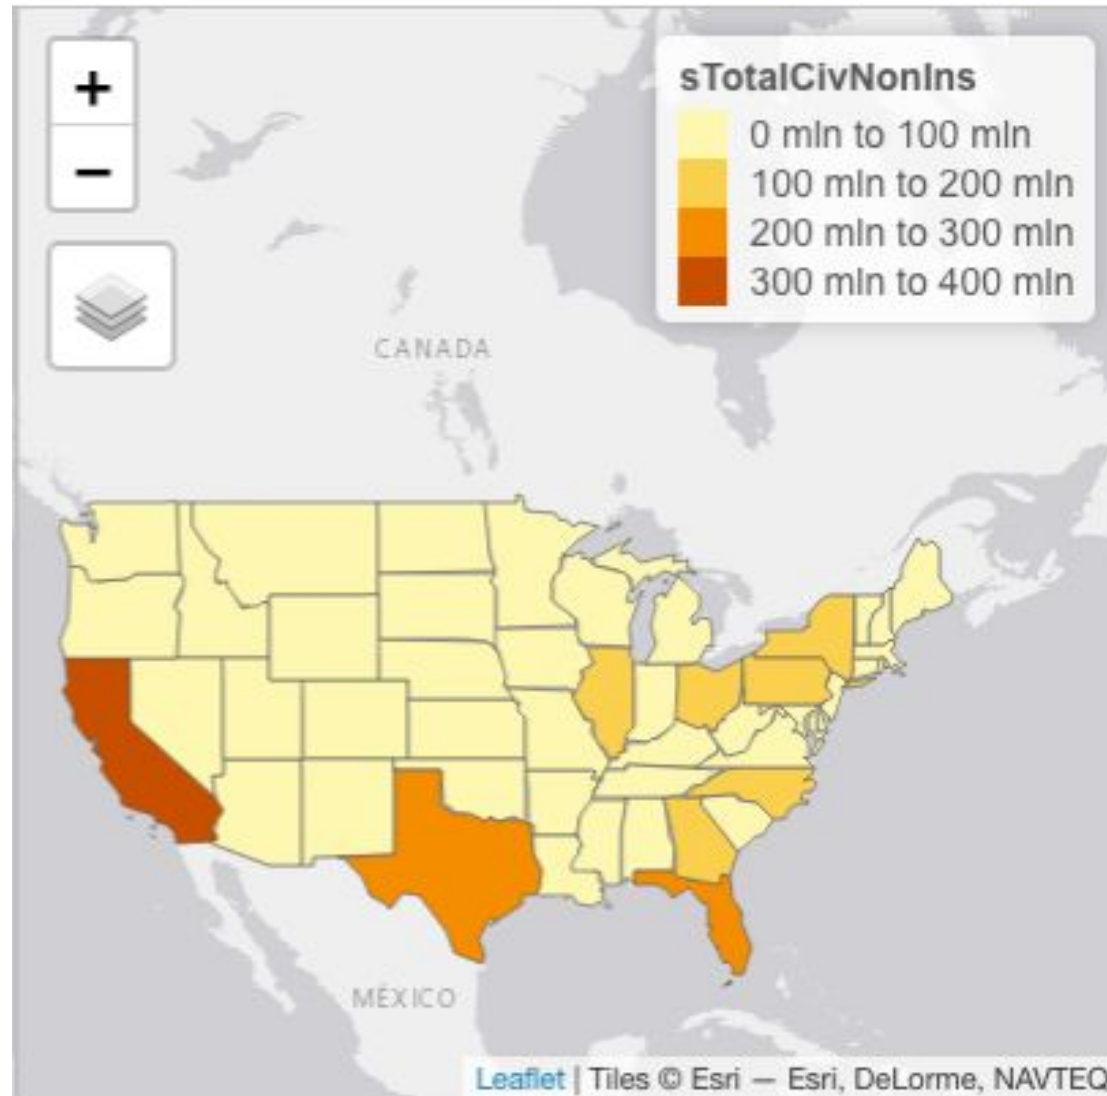 +
−
sTotalCivNonIns
0 mln to 100 mln
100 mln to 200 mln
200 mln to 300 mln
300 mln to 400 mln
CANADA
MÉXICO
Leaflet | Tiles © Esri — Esri, DeLorme, NAVTEQ